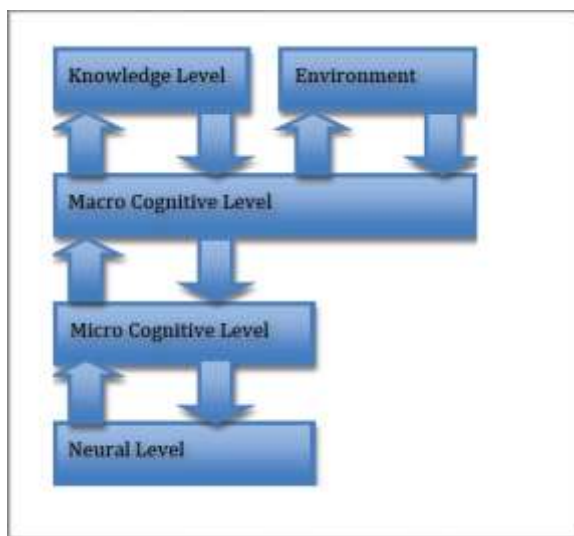 Knowledge Level
Environment
Macro Cognitive Level
Micro Cognitive Level
Neural Level